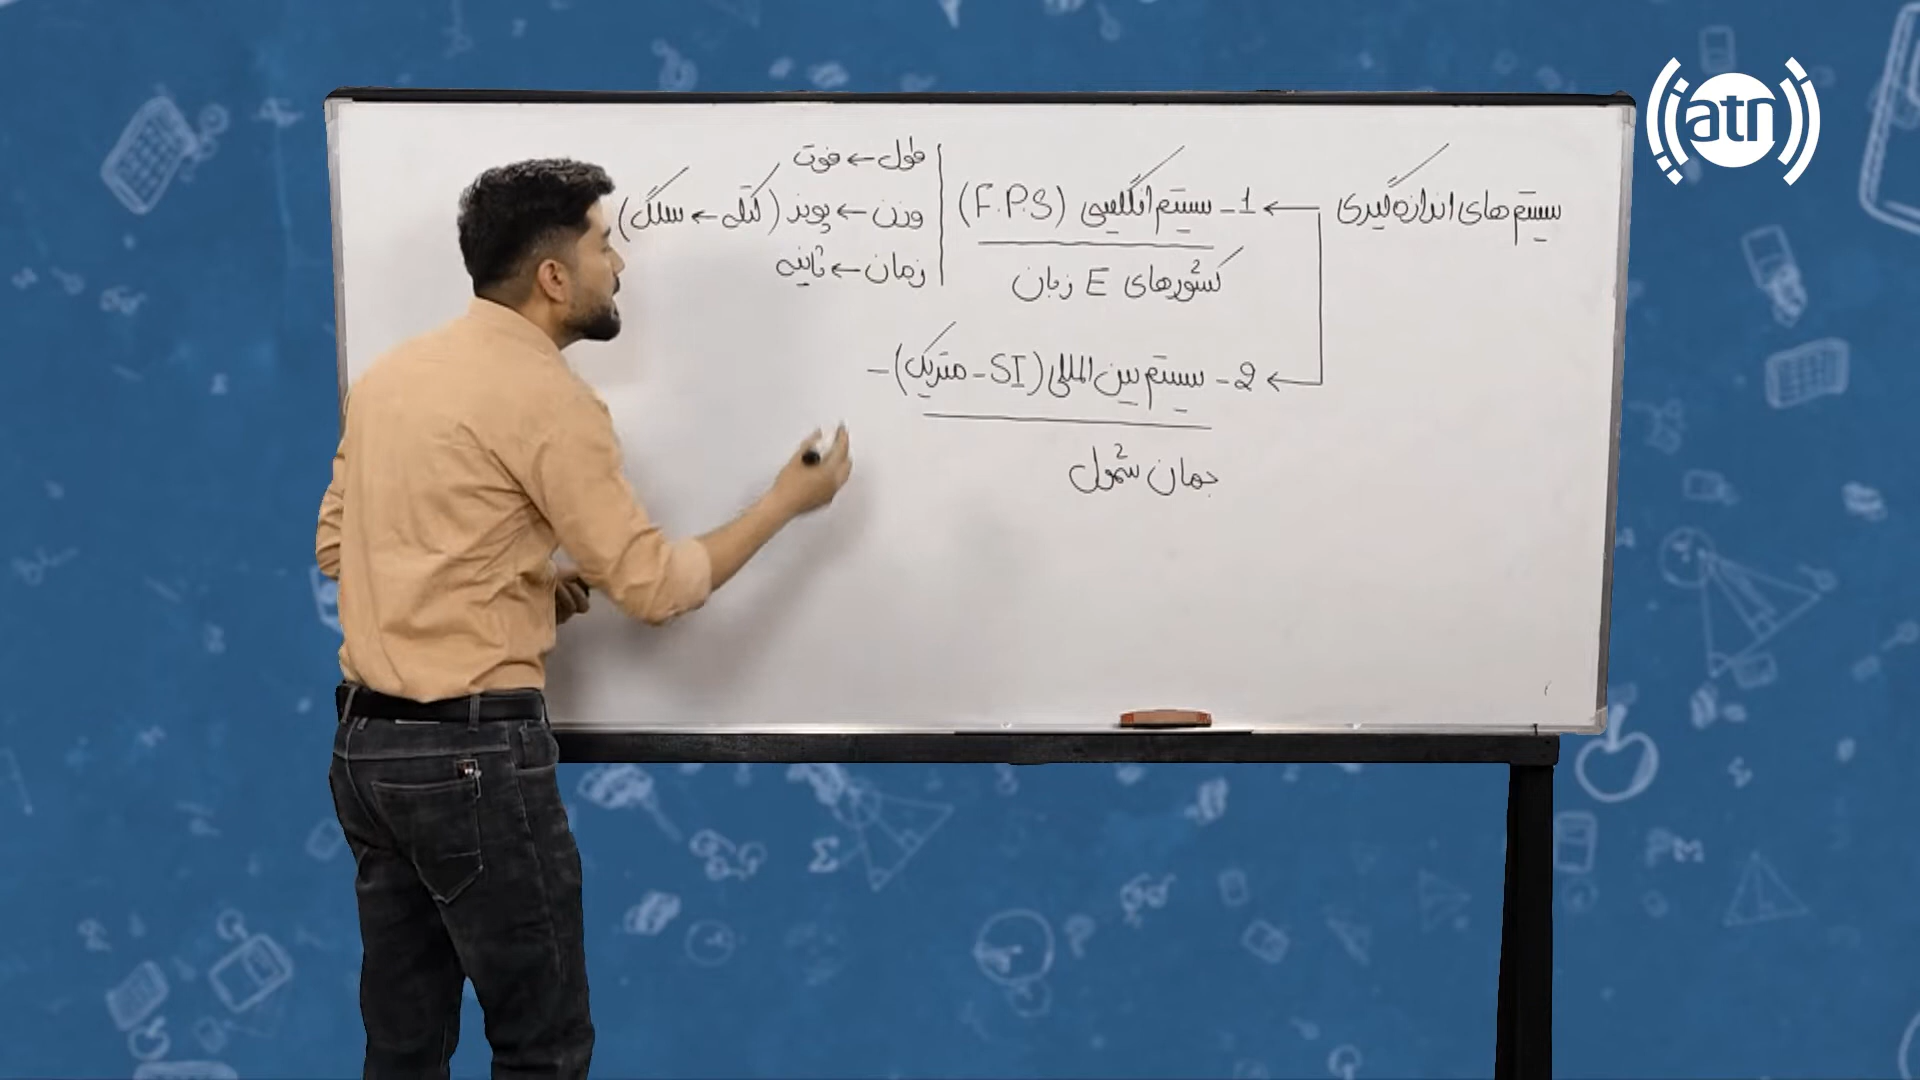 سیستم های اندازه گیری
1- سیستم انگلیسی (F.P.S)
کشورهای E زبان
طول ← فوت
وزن ← پوند (کتله ← سلگ)
زمان ← ثانیه
2- سیستم بین المللی (SI - متریک) -
جهان شمول
atn